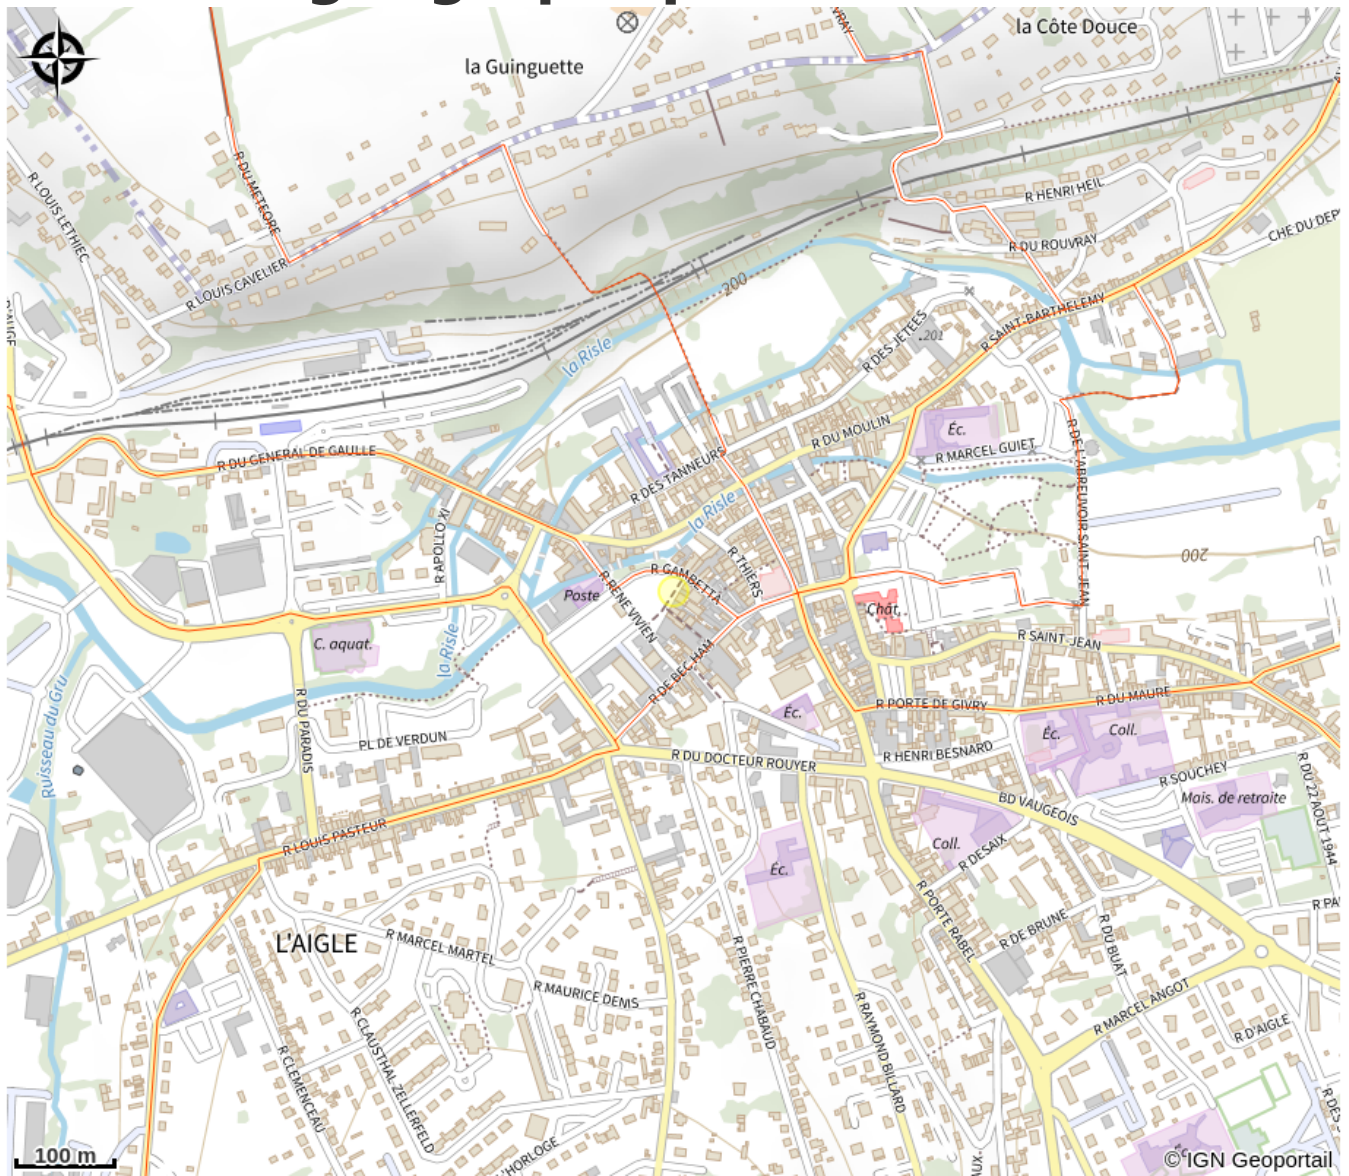 la Côte Douce
la Guinguette
R DU METEORE
R LOUIS LETHIEC
R LOUIS CAVELIER
R HENRI HEIL
R DU ROUVRAY
CHE DU DEP
200
la Risle
R SAINT-BARTHELEMY
R DES JETEES
.201
R DU MOULIN
Éc.
R MARCEL GUIET
R DU GENERAL DE GAULLE
R DES TANNEURS
la Risle
R APOLLO XI
R DE L'ABREUVOIR SAINT-JEAN
200
R THIERS
R GAMBETTA
Poste
R RENE VIVIEN
Chât.
C. aquat.
la Risle
R SAINT-JEAN
R DE BEC HAM
R DU MAURE
R PORTE DE GIVRY
Ruisseau du Gru
R DU PARADIS
PL DE VERDUN
Éc.
Éc.
Coll.
R HENRI BESNARD
R DU DOCTEUR ROUYER
R SOUCHEY
Mais. de retraite
R DU 22 AOUT 1944
BD VAUGEOIS
R LOUIS PASTEUR
Coll.
R DESAIX
Éc.
R PORTE RABEL
R DE BRUNE
R DU BUAT
L'AIGLE
R MARCEL MARTEL
R PIERRE CHABAUD
R MAURICE DENIS
R RAYMOND BILLARD
R MARCEL ANGOT
R D'AIGLE
R CLAUSTHAL ZELLERFELD
R CLEMENCEAU
L'HORLOGE
100 m
© IGN Geoportail